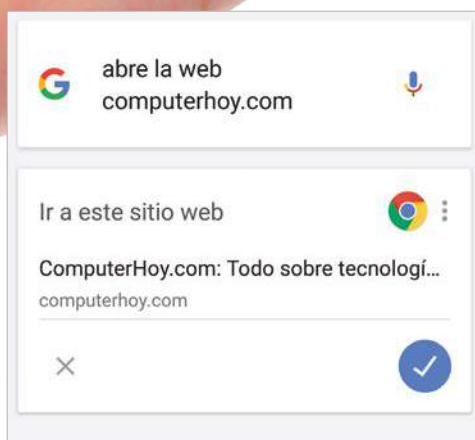 abre la web
computerhoy.com
Ir a este sitio web
ComputerHoy.com: Todo sobre tecnologí...
computerhoy.com